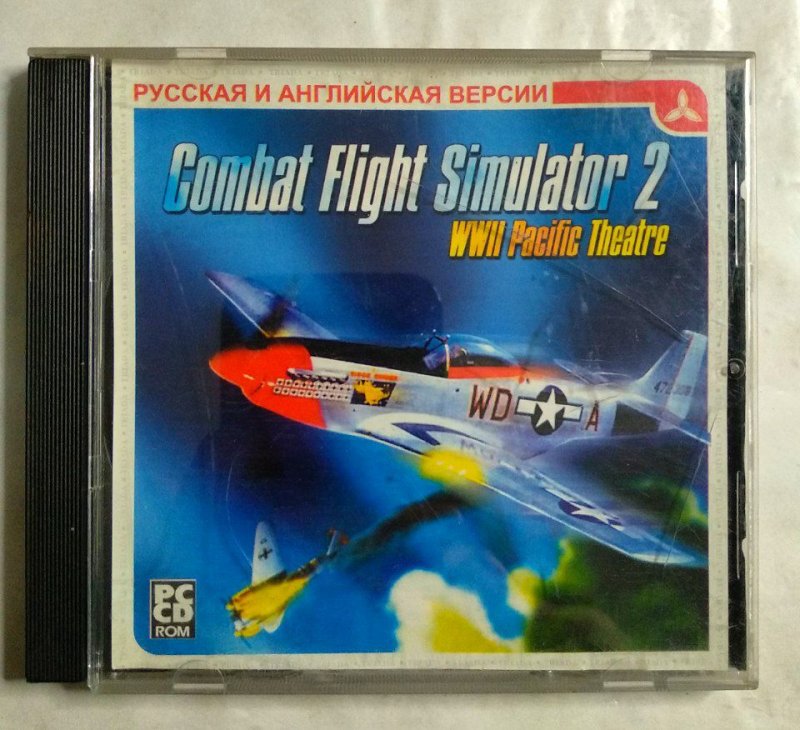 РУССКАЯ И АНГЛИЙСКАЯ ВЕРСИИ
Combat Flight Simulator 2
WWII Pacific Theatre
WD A
PC
CD
ROM